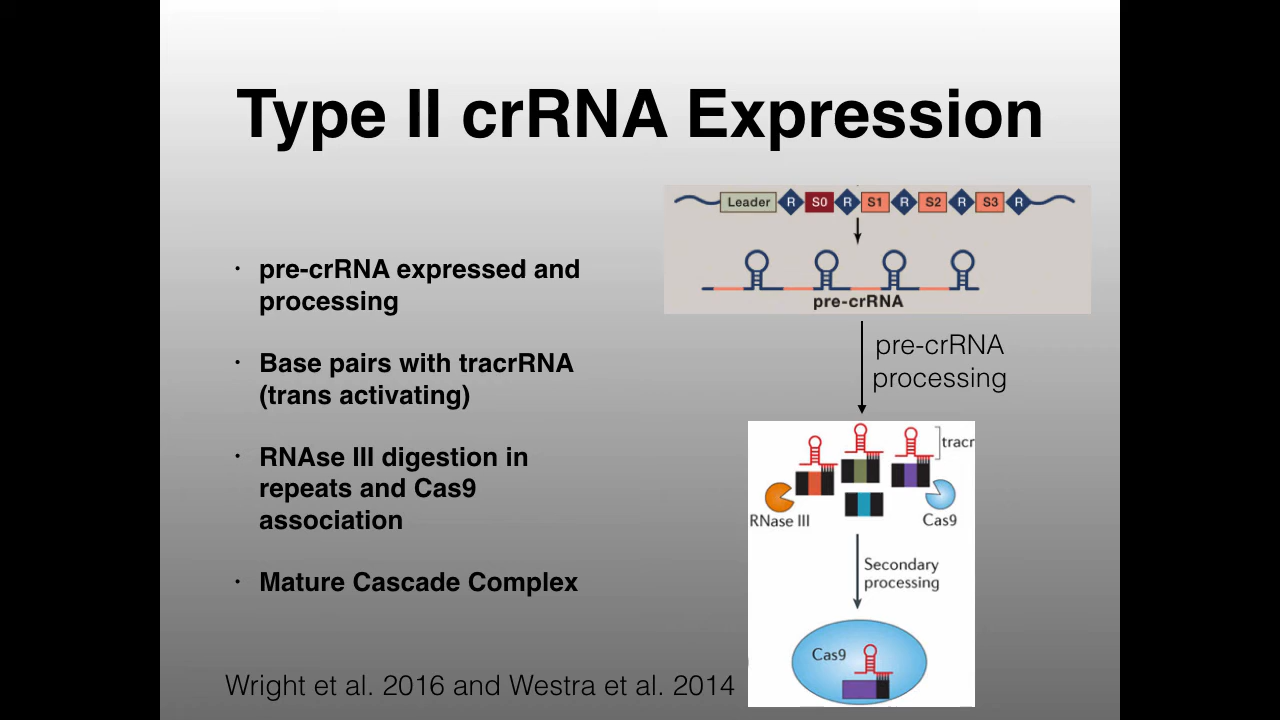 Type II crRNA Expression
Leader R S0 R S1 R S2 R S3 R
pre-crRNA
• pre-crRNA expressed and
processing
• Base pairs with tracrRNA
(trans activating)
• RNAse III digestion in
repeats and Cas9
association
• Mature Cascade Complex
pre-crRNA
processing
tracr
RNase III
Cas9
Secondary
processing
Cas9
Wright et al. 2016 and Westra et al. 2014